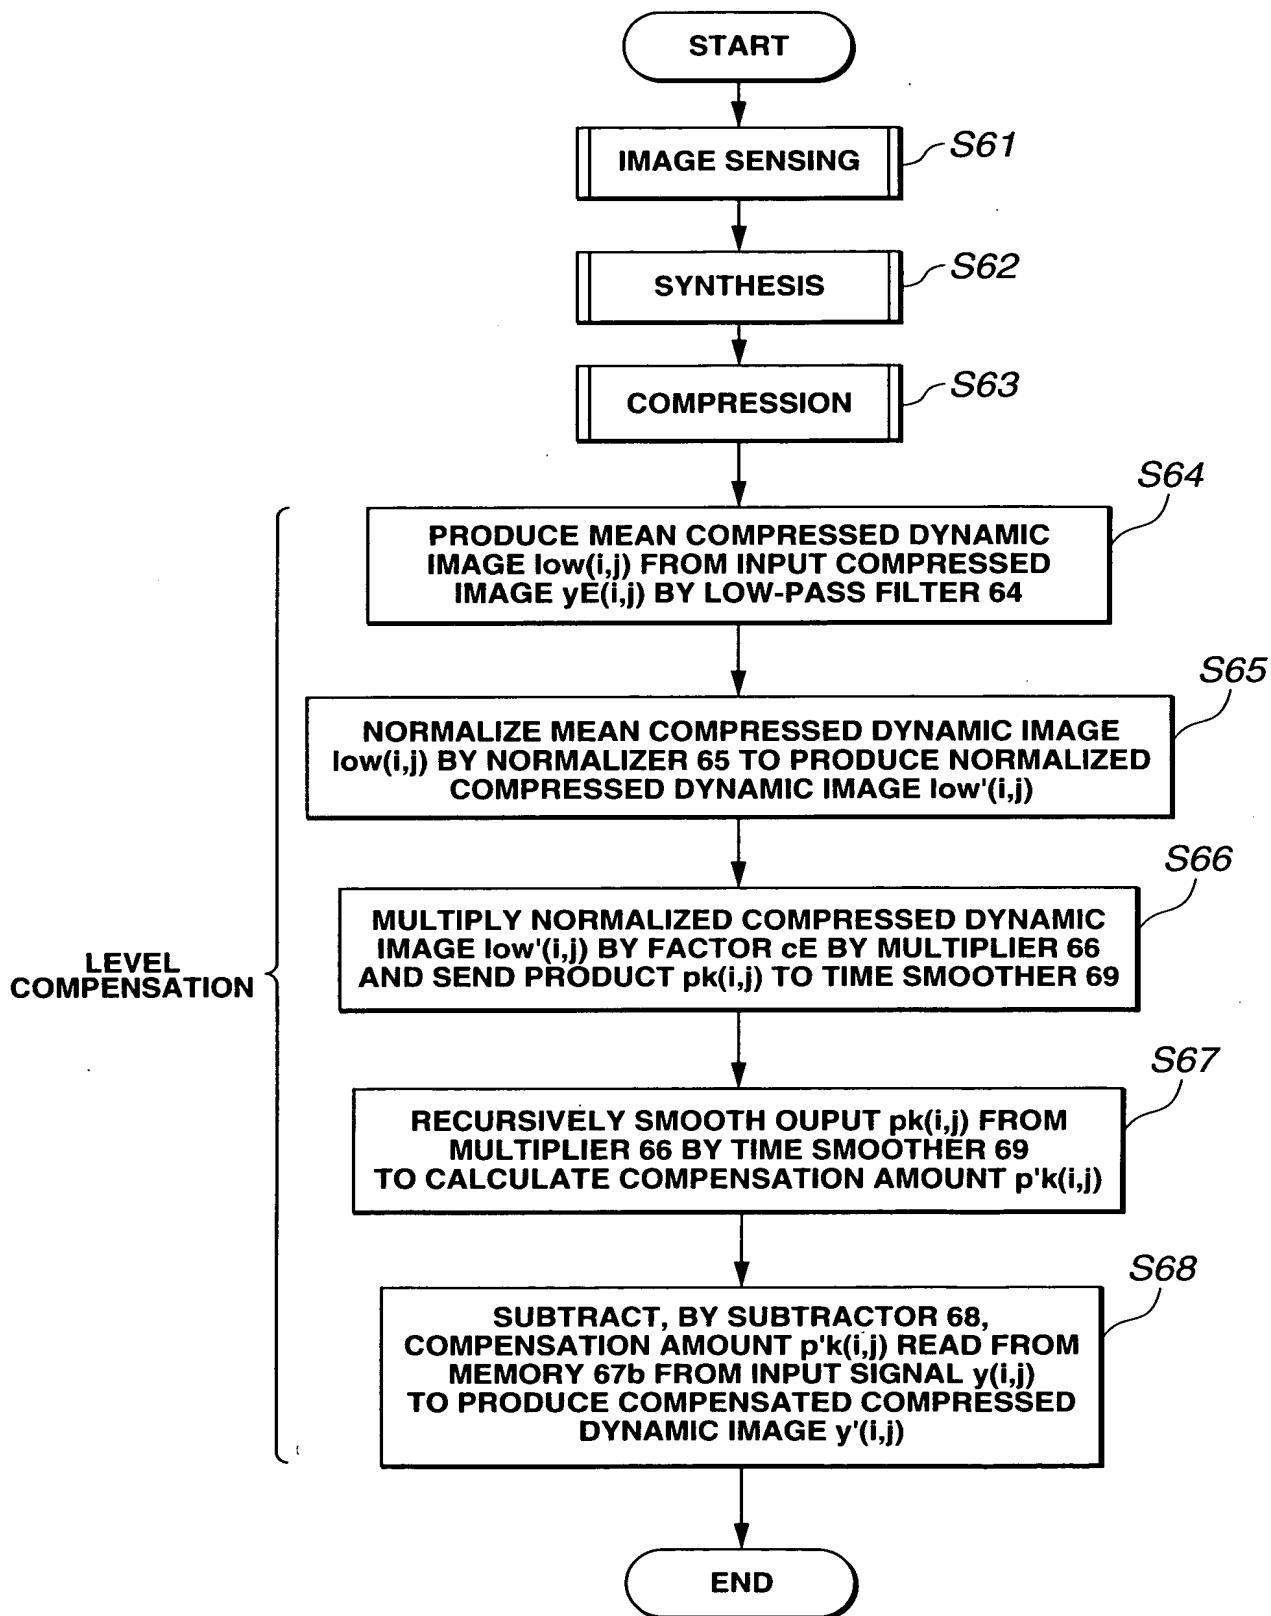 START
IMAGE SENSING
S61
SYNTHESIS
S62
COMPRESSION
S63
S64
PRODUCE MEAN COMPRESSED DYNAMIC
IMAGE low(i,j) FROM INPUT COMPRESSED
IMAGE yE(i,j) BY LOW-PASS FILTER 64
S65
NORMALIZE MEAN COMPRESSED DYNAMIC IMAGE
low(i,j) BY NORMALIZER 65 TO PRODUCE NORMALIZED
COMPRESSED DYNAMIC IMAGE low'(i,j)
S66
MULTIPLY NORMALIZED COMPRESSED DYNAMIC
IMAGE low'(i,j) BY FACTOR cE BY MULTIPLIER 66
AND SEND PRODUCT pk(i,j) TO TIME SMOOTHER 69
LEVEL
COMPENSATION
S67
RECURSIVELY SMOOTH OUPUT pk(i,j) FROM
MULTIPLIER 66 BY TIME SMOOTHER 69
TO CALCULATE COMPENSATION AMOUNT p'k(i,j)
S68
SUBTRACT, BY SUBTRACTOR 68,
COMPENSATION AMOUNT p'k(i,j) READ FROM
MEMORY 67b FROM INPUT SIGNAL y(i,j)
TO PRODUCE COMPENSATED COMPRESSED
DYNAMIC IMAGE y'(i,j)
END